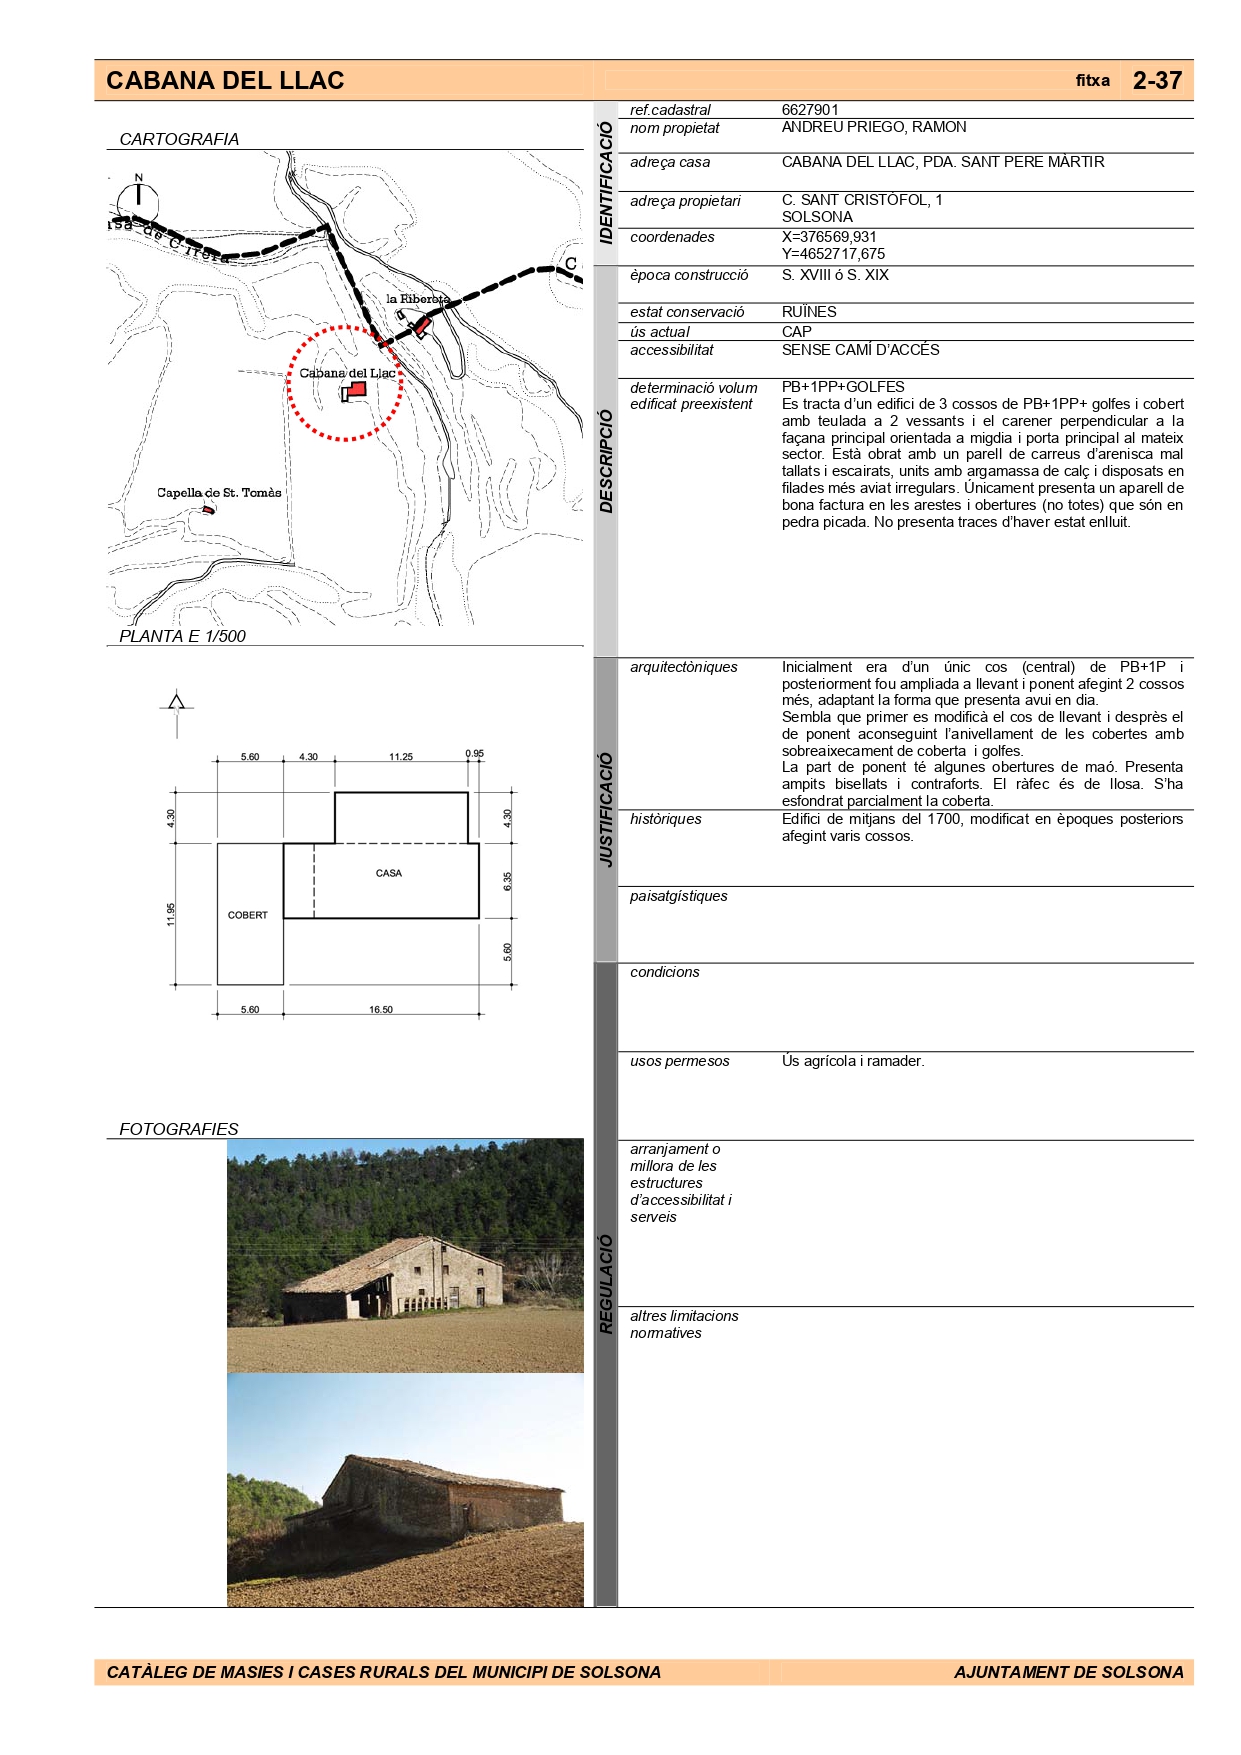 CABANA DEL LLAC
fitxa 2-37
CARTOGRAFIA
N
Casa de Cirera
la Riberota
C
Cabana del Llac
Capella de St. Tomàs
PLANTA E 1/500
5.60 4.30 11.25 0.95
4.30
4.30
CASA
6.35
11.95
COBERT
5.60
5.60 16.50
FOTOGRAFIES
IDENTIFICACIÓ
ref.cadastral 6627901
nom propietat ANDREU PRIEGO, RAMON
adreça casa CABANA DEL LLAC, PDA. SANT PERE MÀRTIR
adreça propietari C. SANT CRISTÒFOL, 1
SOLSONA
coordenades X=376569,931
Y=4652717,675
DESCRIPCIÓ
època construcció S. XVIII ó S. XIX
estat conservació RUÏNES
ús actual CAP
accessibilitat SENSE CAMÍ D’ACCÉS
determinació volum PB+1PP+GOLFES
edificat preexistent Es tracta d’un edifici de 3 cossos de PB+1PP+ golfes i cobert
amb teulada a 2 vessants i el carener perpendicular a la
façana principal orientada a migdia i porta principal al mateix
sector. Està obrat amb un parell de carreus d’arenisca mal
tallats i escairats, units amb argamassa de calç i disposats en
filades més aviat irregulars. Únicament presenta un aparell de
bona factura en les arestes i obertures (no totes) que són en
pedra picada. No presenta traces d’haver estat enlluit.
JUSTIFICACIÓ
arquitectòniques Inicialment era d’un únic cos (central) de PB+1P i
posteriorment fou ampliada a llevant i ponent afegint 2 cossos
més, adaptant la forma que presenta avui en dia.
Sembla que primer es modificà el cos de llevant i desprès el
de ponent aconseguint l’anivellament de les cobertes amb
sobreaixecament de coberta i golfes.
La part de ponent té algunes obertures de maó. Presenta
ampits bisellats i contraforts. El ràfec és de llosa. S’ha
esfondrat parcialment la coberta.
històriques Edifici de mitjans del 1700, modificat en èpoques posteriors
afegint varis cossos.
paisatgístiques
REGULACIÓ
condicions
usos permesos Ús agrícola i ramader.
arranjament o
millora de les
estructures
d’accessibilitat i
serveis
altres limitacions
normatives
CATÀLEG DE MASIES I CASES RURALS DEL MUNICIPI DE SOLSONA AJUNTAMENT DE SOLSONA